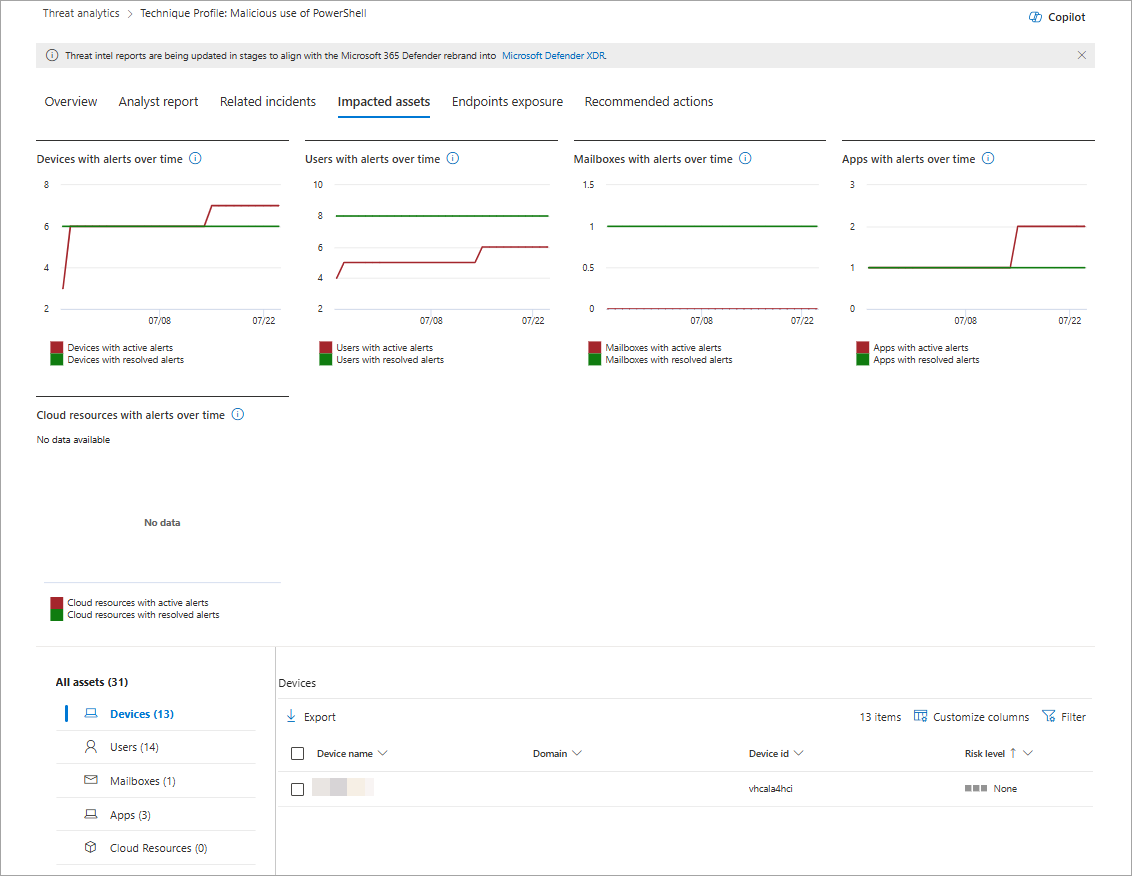 Threat analytics > Technique Profile: Malicious use of PowerShell
Copilot
Threat intel reports are being updated in stages to align with the Microsoft 365 Defender rebrand into Microsoft Defender XDR.
Overview Analyst report Related incidents Impacted assets Endpoints exposure Recommended actions
Devices with alerts over time
8
6
4
2
07/08 07/22
Devices with active alerts
Devices with resolved alerts
Users with alerts over time
10
8
6
4
2
07/08 07/22
Users with active alerts
Users with resolved alerts
Mailboxes with alerts over time
1.5
1
0.5
0
07/08 07/22
Mailboxes with active alerts
Mailboxes with resolved alerts
Apps with alerts over time
3
2
1
0
07/08 07/22
Apps with active alerts
Apps with resolved alerts
Cloud resources with alerts over time
No data available
No data
Cloud resources with active alerts
Cloud resources with resolved alerts
All assets (31)
Devices (13)
Users (14)
Mailboxes (1)
Apps (3)
Cloud Resources (0)
Devices
Export 13 items Customize columns Filter
Device name Domain Device id Risk level
vhcala4hci None